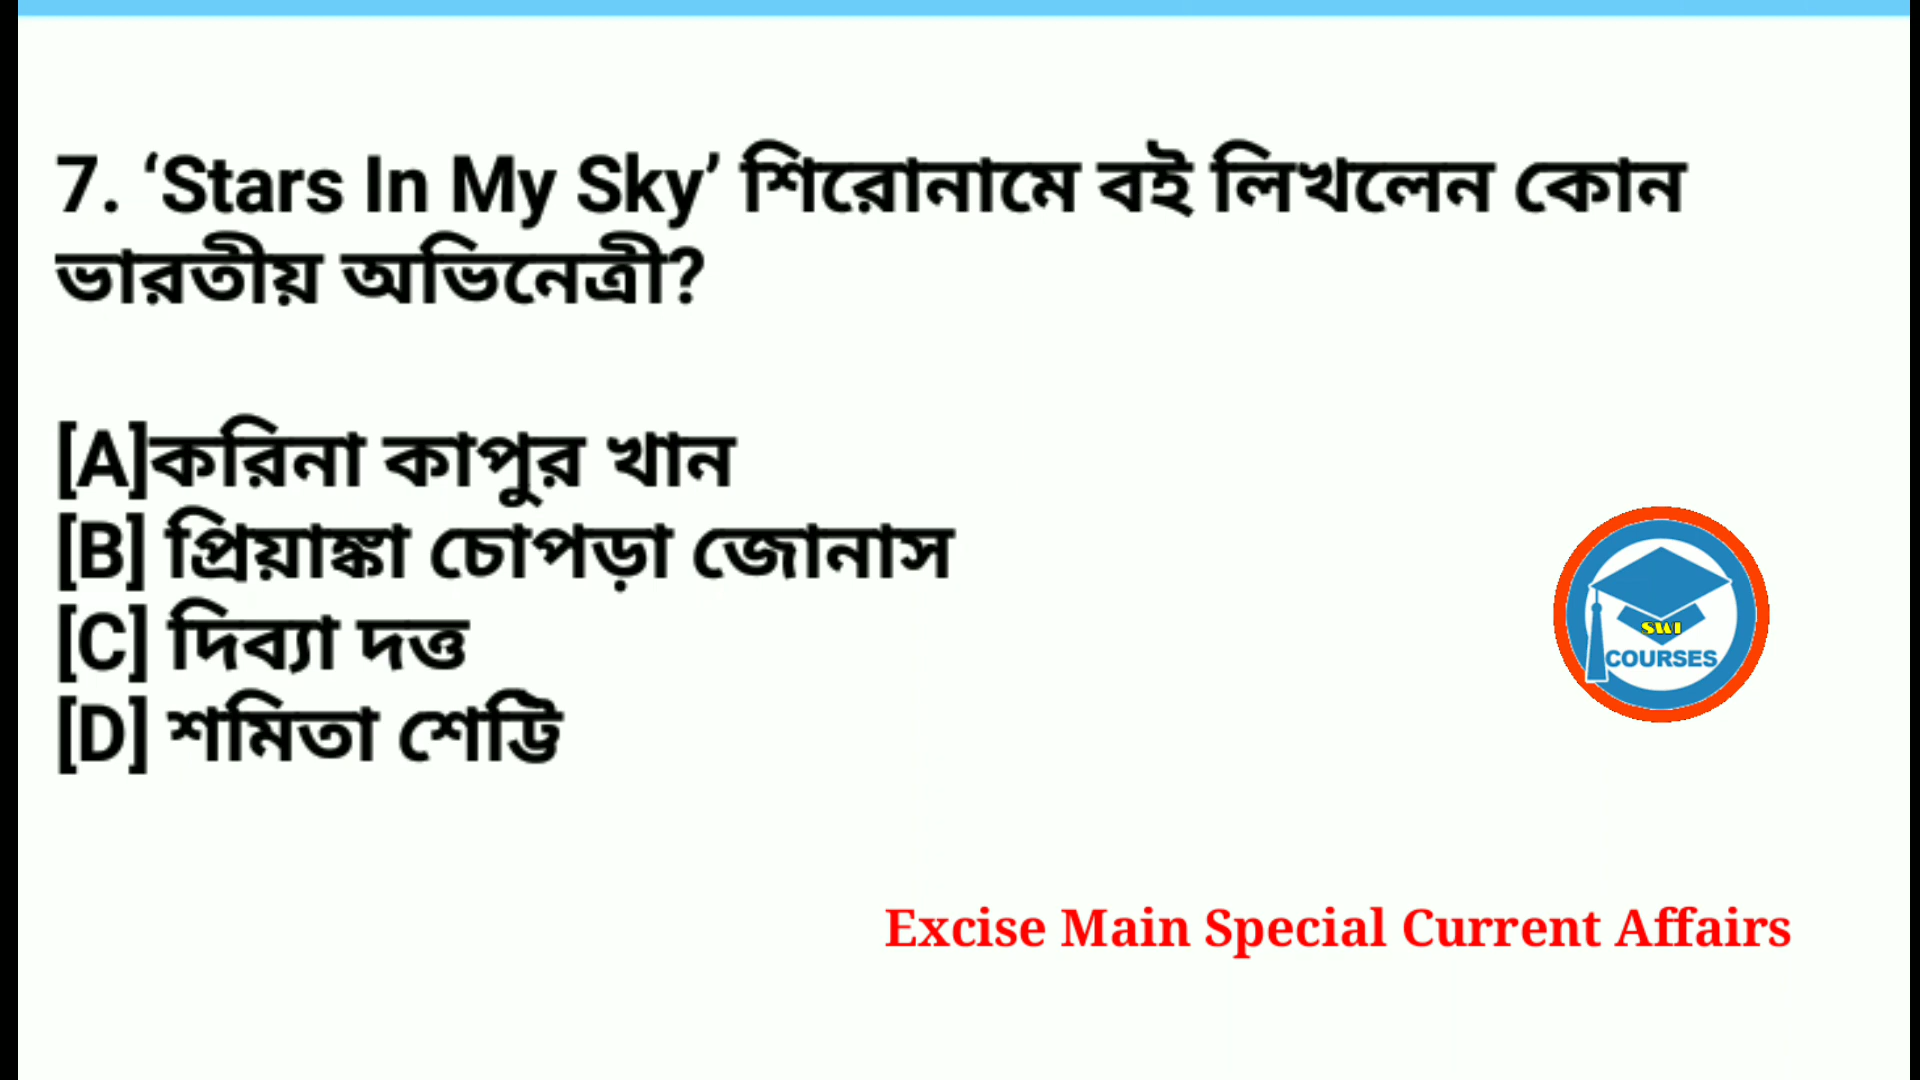 7. ‘Stars In My Sky’ শিরোনামে বই লিখলেন কোন
ভারতীয় অভিনেত্রী?
[A]করিনা কাপুর খান
[B] প্রিয়াঙ্কা চোপড়া জোনাস
[C] দিব্যা দত্ত
[D] শমিতা শেট্টি
SWI
COURSES
Excise Main Special Current Affairs